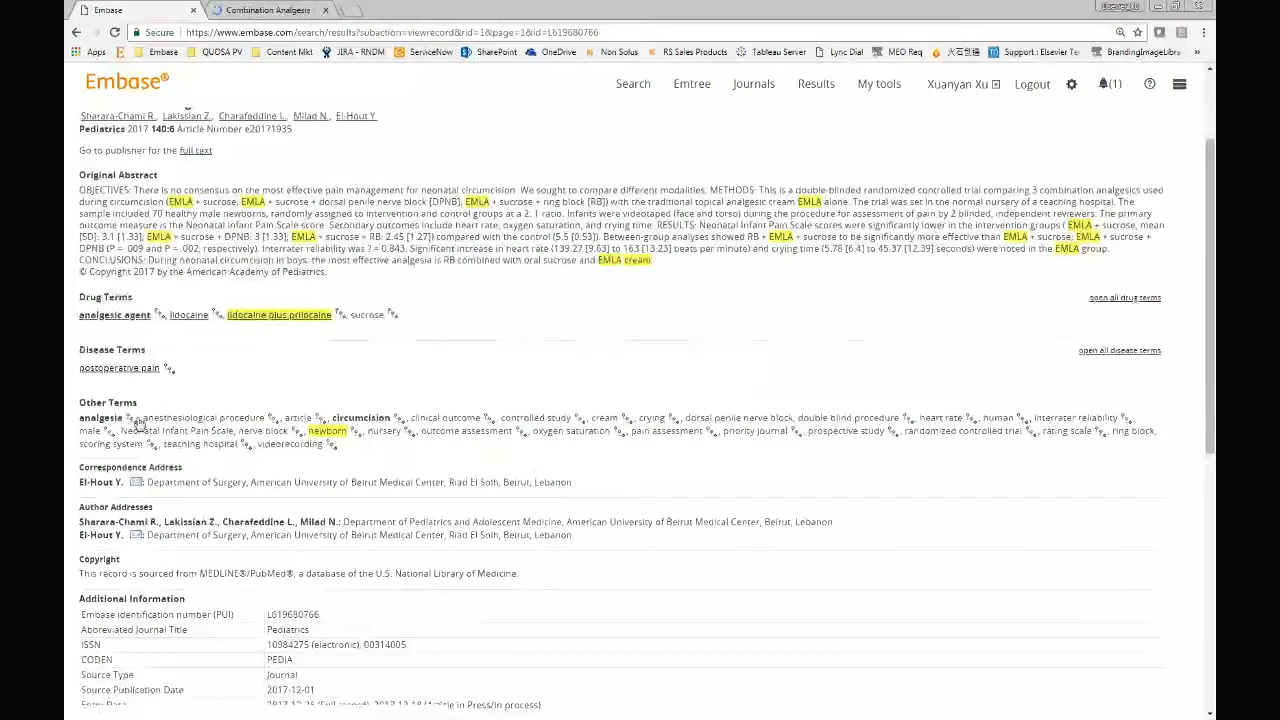 Embase
Combination Analgesia
Secure
https://www.embase.com/search/results?subaction=viewrecord&rid=1&page=1&id=L619680766
Apps Embase QUOSA PV Content Mkt JIRA - RNDM ServiceNow SharePoint OneDrive Non Solus RS Sales Products Tableau Server Lync Dial MEO Req 火石创造 Support : Elsevier Te BrandingImageLibra
Embase®
Search Emtree Journals Results My tools Xuanyan Xu Logout (1)
Sharara-Chami R., Lakissian Z., Charafeddine L., Milad N., El-Hout Y.
Pediatrics 2017 140:6 Article Number e20171935
Go to publisher for the full text
Original Abstract
OBJECTIVES: There is no consensus on the most effective pain management for neonatal circumcision. We sought to compare different modalities. METHODS: This is a double-blinded randomized controlled trial comparing 3 combination analgesics used
during circumcision (EMLA + sucrose; EMLA + sucrose + dorsal penile nerve block [DPNB]; EMLA + sucrose + ring block [RB]) with the traditional topical analgesic cream EMLA alone. The trial was set in the normal nursery of a teaching hospital. The
sample included 70 healthy male newborns, randomly assigned to intervention and control groups at a 2: 1 ratio. Infants were videotaped (face and torso) during the procedure for assessment of pain by 2 blinded, independent reviewers. The primary
outcome measure is the Neonatal Infant Pain Scale score. Secondary outcomes include heart rate, oxygen saturation, and crying time. RESULTS: Neonatal Infant Pain Scale scores were significantly lower in the intervention groups ( EMLA + sucrose, mean
[SD]: 3.1 [1.33]; EMLA + sucrose + DPNB: 3 [1.33]; EMLA + sucrose + RB: 2.45 [1.27]) compared with the control (5.5 [0.53]). Between-group analyses showed RB + EMLA + sucrose to be significantly more effective than EMLA + sucrose; EMLA + sucrose +
DPNB (P = .009 and P = .002, respectively). Interrater reliability was ? = 0.843. Significant increase in heart rate (139.27 [9.63] to 163 [13.23] beats per minute) and crying time (5.78 [6.4] to 45.37 [12.39] seconds) were noted in the EMLA group.
CONCLUSIONS: During neonatal circumcision in boys, the most effective analgesia is RB combined with oral sucrose and EMLA cream.
© Copyright 2017 by the American Academy of Pediatrics.
Drug Terms
open all drug terms
analgesic agent, lidocaine, lidocaine plus prilocaine, sucrose
Disease Terms
open all disease terms
postoperative pain
Other Terms
analgesia, anesthesiological procedure, article, circumcision, clinical outcome, controlled study, cream, crying, dorsal penile nerve block, double blind procedure, heart rate, human, interrater reliability,
male, Neonatal Infant Pain Scale, nerve block, newborn, nursery, outcome assessment, oxygen saturation, pain assessment, priority journal, prospective study, randomized controlled trial, rating scale, ring block,
scoring system, teaching hospital, videorecording
Correspondence Address
El-Hout Y. : Department of Surgery, American University of Beirut Medical Center, Riad El Solh, Beirut, Lebanon
Author Addresses
Sharara-Chami R., Lakissian Z., Charafeddine L., Milad N.: Department of Pediatrics and Adolescent Medicine, American University of Beirut Medical Center, Beirut, Lebanon
El-Hout Y. : Department of Surgery, American University of Beirut Medical Center, Riad El Solh, Beirut, Lebanon
Copyright
This record is sourced from MEDLINE®/PubMed®, a database of the U.S. National Library of Medicine.
Additional Information
Embase identification number (PUI) L619680766
Abbreviated Journal Title Pediatrics
ISSN 10984275 (electronic), 00314005
CODEN PEDIA
Source Type Journal
Source Publication Date 2017-12-01